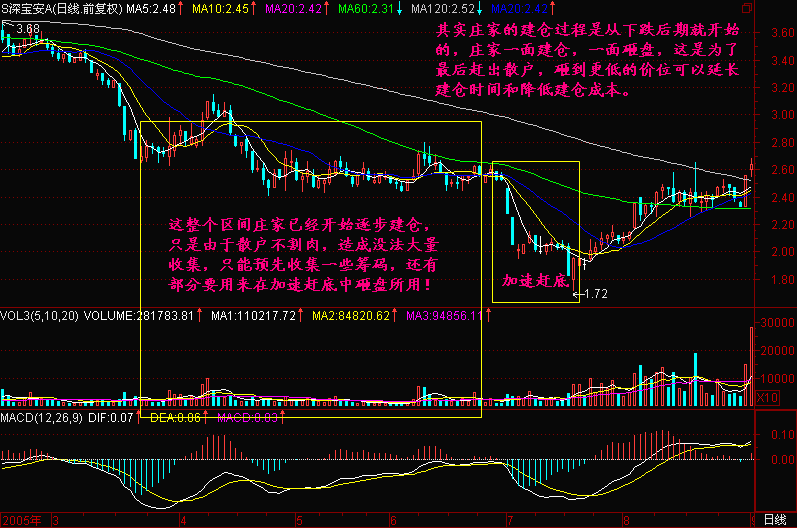 S深宝安A(日线.前复权) MA5:2.48↑ MA10:2.45↑ MA20:2.42↑ MA60:2.31↓ MA120:2.52↓ MA20:2.42↑
3.68
其实庄家的建仓过程是从下跌后期就开始
的，庄家一面建仓，一面砸盘，这是为了
最后赶出散户，砸到更低的价位可以延长
建仓时间和降低建仓成本。
3.60
3.40
3.20
3.00
2.80
2.60
2.40
2.20
2.00
1.80
这整个区间庄家已经开始逐步建仓，
只是由于散户不割肉，造成没法大量
收集，只能预先收集一些筹码，还有
部分要用来在加速赶底中砸盘所用！
加速赶底
1.72
VOL3(5,10,20) VOLUME:281783.81↑ MA1:110217.72↑ MA2:84820.62↑ MA3:94856.11↑
30000
20000
10000
X10
MACD(12,26,9) DIF:0.07↑ DEA:0.06↑ MACD:0.03↑
0.10
0.00
2005年 3 4 5 6 7 8 日线